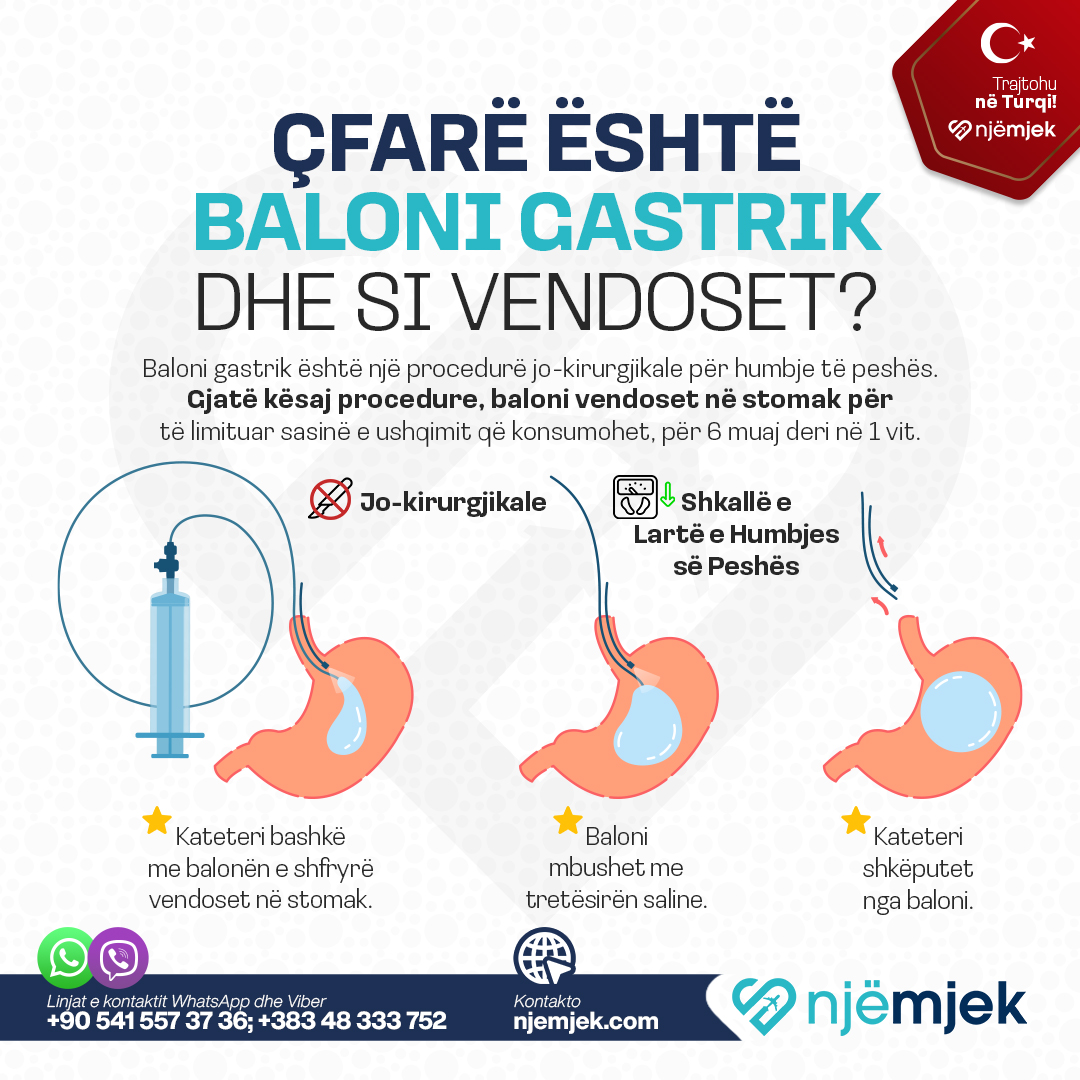 Trajtohu
në Turqi!
njëmjek
ÇFARË ËSHTË
BALONI GASTRIK
DHE SI VENDOSET?
Baloni gastrik është një procedurë jo-kirurgjikale për humbje të peshës.
Gjatë kësaj procedure, baloni vendoset në stomak për
të limituar sasinë e ushqimit që konsumohet, për 6 muaj deri në 1 vit.
Jo-kirurgjikale
Shkallë e
Lartë e Humbjes
së Peshës
Kateteri bashkë
me balonën e shfryrë
vendoset në stomak.
Baloni
mbushet me
tretësirën saline.
Kateteri
shkëputet
nga baloni.
Linjat e kontaktit WhatsApp dhe Viber
+90 541 557 37 36; +383 48 333 752
Kontakto
njemjek.com
njëmjek